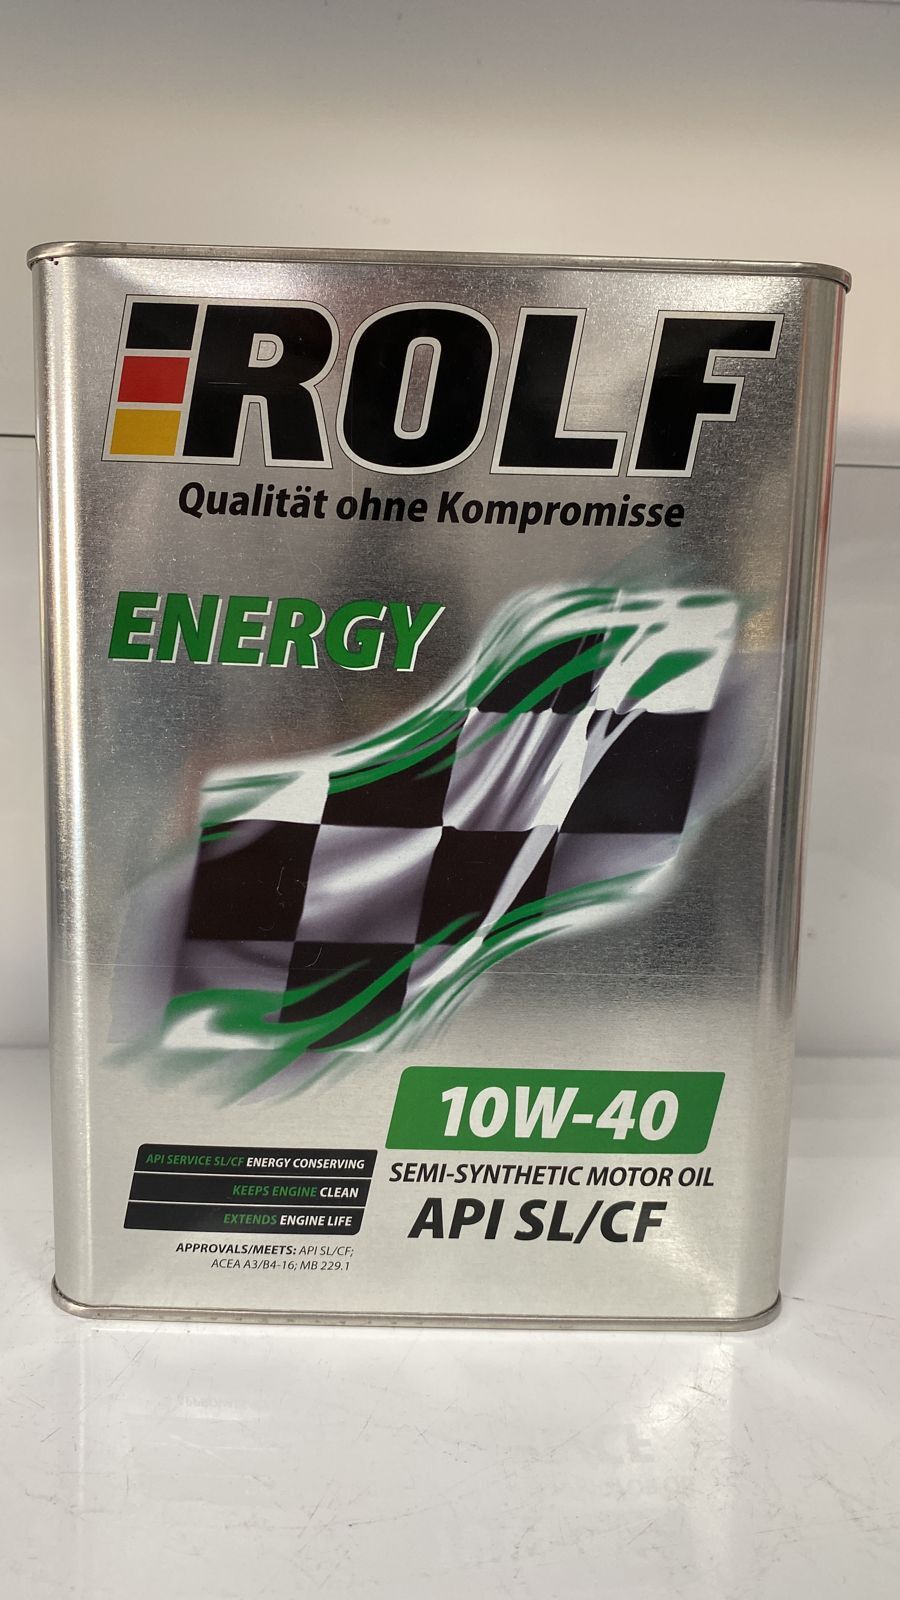 ROLF
Qualität ohne Kompromisse
ENERGY
10W-40
SEMI-SYNTHETIC MOTOR OIL
API SL/CF
API SERVICE SL/CF ENERGY CONSERVING
KEEPS ENGINE CLEAN
EXTENDS ENGINE LIFE
APPROVALS/MEETS: API SL/CF;
ACEA A3/B4-16; MB 229.1